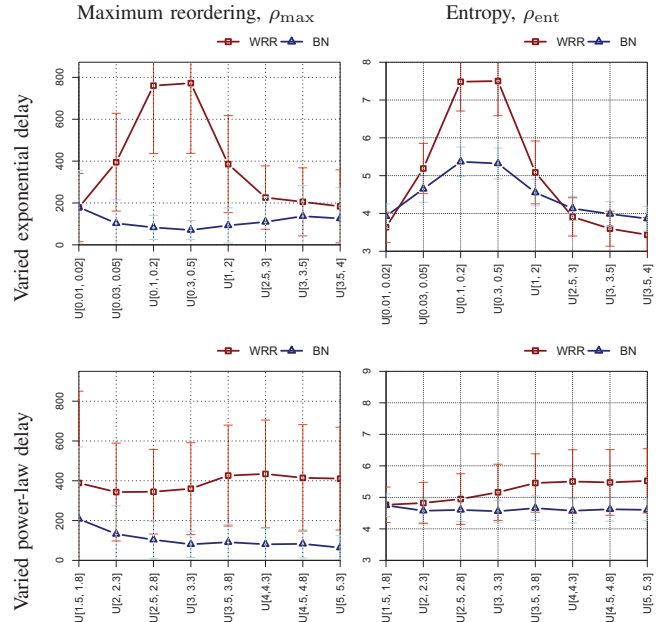 Maximum reordering, ρmax
Entropy, ρent
Varied exponential delay
WRR BN
800
600
400
200
0
U[0.01, 0.02]
U[0.03, 0.05]
U[0.1, 0.2]
U[0.3, 0.5]
U[1, 2]
U[2.5, 3]
U[3, 3.5]
U[3.5, 4]
WRR BN
8
7
6
5
4
3
U[0.01, 0.02]
U[0.03, 0.05]
U[0.1, 0.2]
U[0.3, 0.5]
U[1, 2]
U[2.5, 3]
U[3, 3.5]
U[3.5, 4]
Varied power-law delay
WRR BN
800
600
400
200
0
U[1.5, 1.8]
U[2, 2.3]
U[2.5, 2.8]
U[3, 3.3]
U[3.5, 3.8]
U[4,4.3]
U[4.5, 4.8]
U[5, 5.3]
WRR BN
9
8
7
6
5
4
3
U[1.5, 1.8]
U[2, 2.3]
U[2.5, 2.8]
U[3, 3.3]
U[3.5, 3.8]
U[4,4.3]
U[4.5, 4.8]
U[5, 5.3]